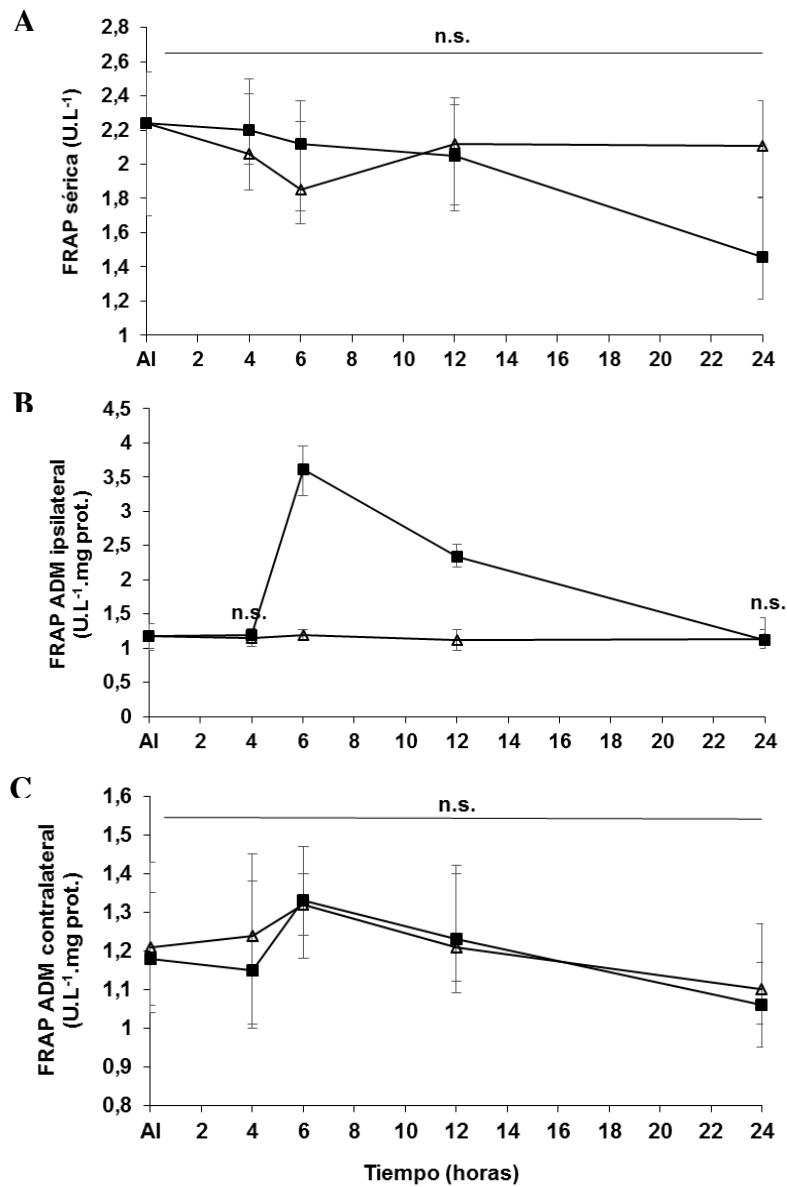 A
n.s.
FRAP sérica (U.L-1)
2,8
2,6
2,4
2,2
2
1,8
1,6
1,4
1,2
1
AI 2 4 6 8 10 12 14 16 18 20 22 24
B
FRAP ADM ipsilateral
(U.L-1.mg prot.)
4,5
4
3,5
3
2,5
2
1,5
1
0,5
0
n.s.
n.s.
AI 2 4 6 8 10 12 14 16 18 20 22 24
C
n.s.
FRAP ADM contralateral
(U.L-1.mg prot.)
1,6
1,5
1,4
1,3
1,2
1,1
1
0,9
0,8
AI 2 4 6 8 10 12 14 16 18 20 22 24
Tiempo (horas)